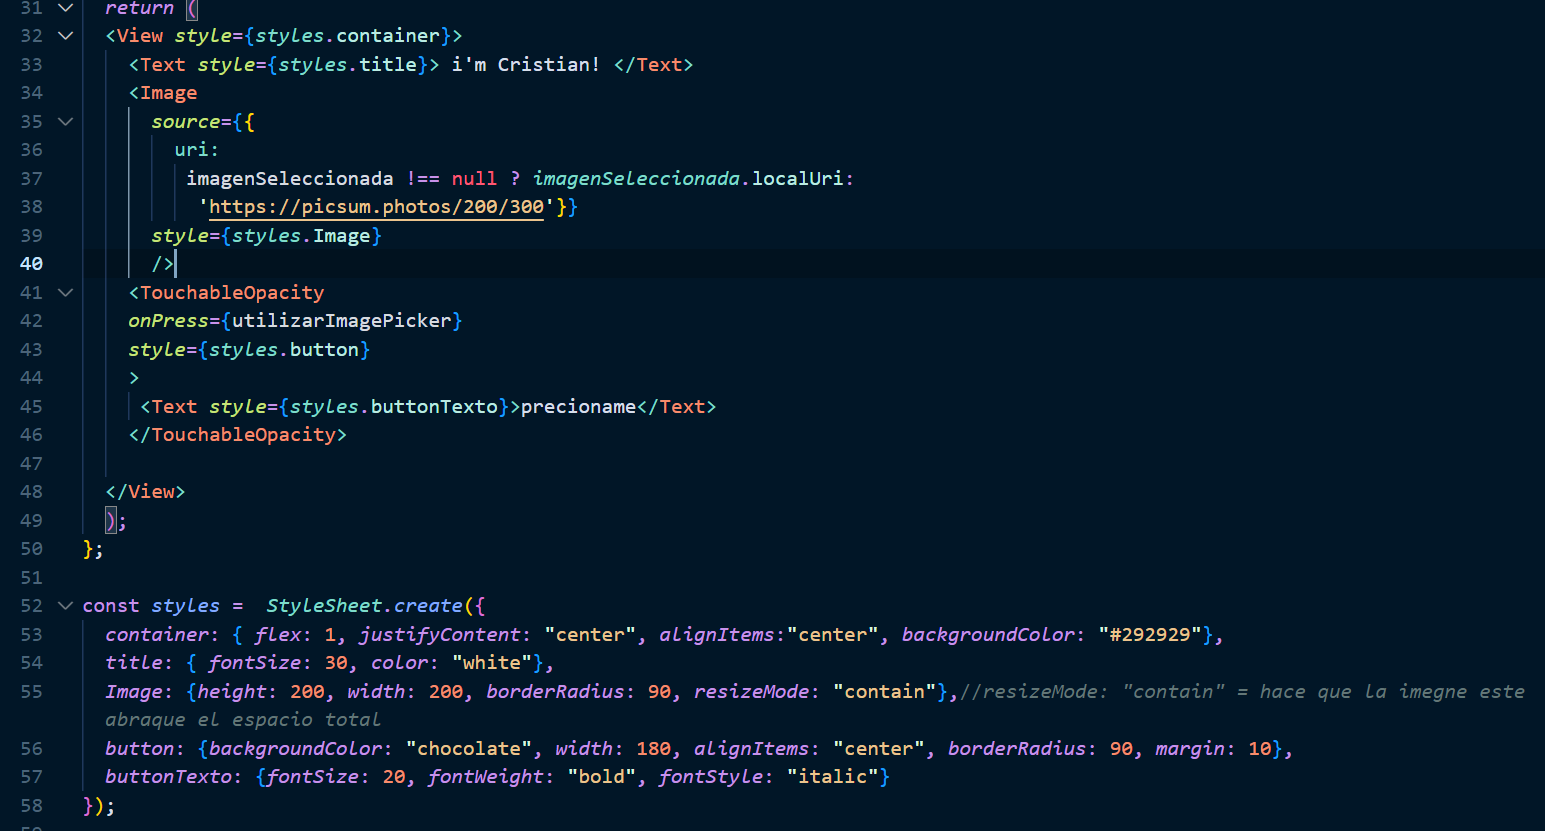 31 return (
32 <View style={styles.container}>
33 <Text style={styles.title}> i'm Cristian! </Text>
34 <Image
35 source={{
36 uri:
37 imagenSeleccionada !== null ? imagenSeleccionada.localUri:
38 'https://picsum.photos/200/300'}}
39 style={styles.Image}
40 />
41 <TouchableOpacity
42 onPress={utilizarImagePicker}
43 style={styles.button}
44 >
45 <Text style={styles.buttonTexto}>precioname</Text>
46 </TouchableOpacity>
47
48 </View>
49 );
50 };
51
52 const styles =  StyleSheet.create({
53 container: { flex: 1, justifyContent: "center", alignItems:"center", backgroundColor: "#292929"},
54 title: { fontSize: 30, color: "white"},
55 Image: {height: 200, width: 200, borderRadius: 90, resizeMode: "contain"},//resizeMode: "contain" = hace que la imegne este
abraque el espacio total
56 button: {backgroundColor: "chocolate", width: 180, alignItems: "center", borderRadius: 90, margin: 10},
57 buttonTexto: {fontSize: 20, fontWeight: "bold", fontStyle: "italic"}
58 });